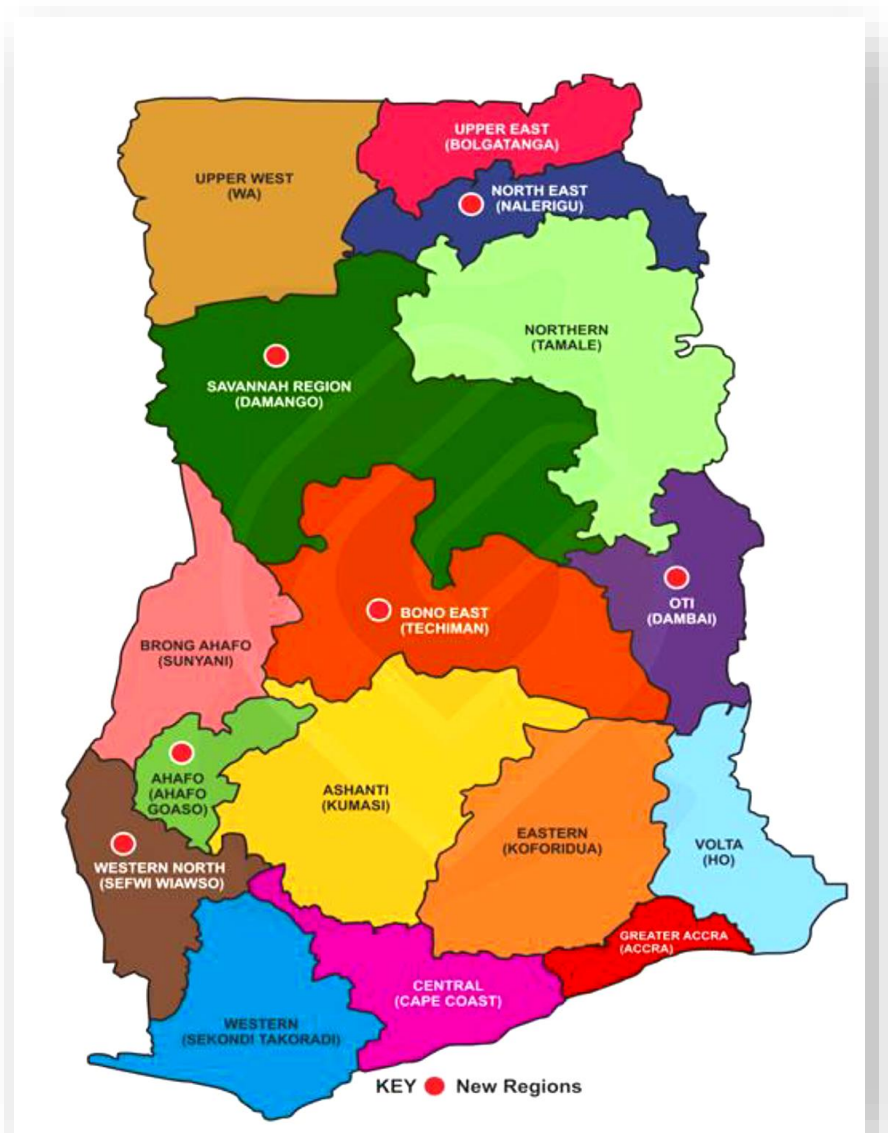 UPPER EAST
(BOLGATANGA)
UPPER WEST
(WA)
NORTH EAST
(NALERIGU)
NORTHERN
(TAMALE)
SAVANNAH REGION
(DAMANGO)
OTI
(DAMBAI)
BONO EAST
(TECHIMAN)
BRONG AHAFO
(SUNYANI)
AHAFO
(AHAFO
GOASO)
ASHANTI
(KUMASI)
EASTERN
(KOFORIDUA)
VOLTA
(HO)
WESTERN NORTH
(SEFWI WIAWSO)
GREATER ACCRA
(ACCRA)
CENTRAL
(CAPE COAST)
WESTERN
(SEKONDI TAKORADI)
KEY New Regions